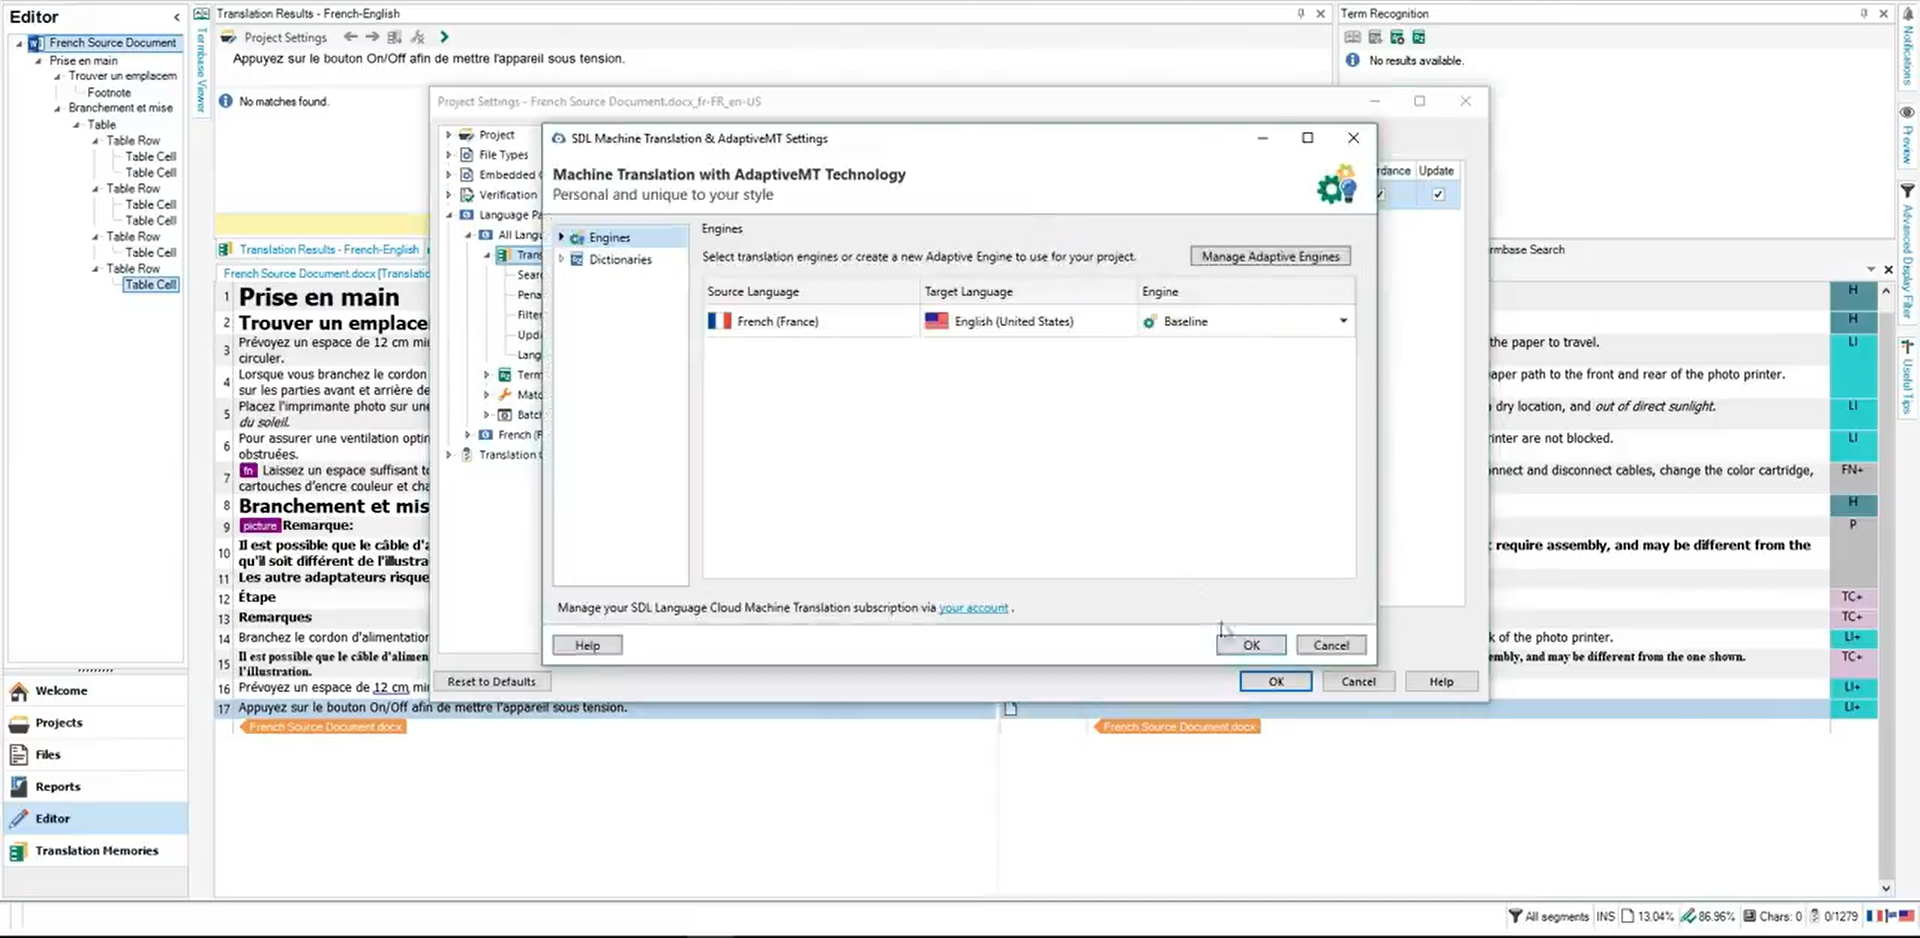 Editor
French Source Document
Prise en main
Trouver un emplacem
Footnote
Branchement et mise
Table
Table Row
Table Cell
Table Cell
Table Row
Table Cell
Table Cell
Table Row
Table Cell
Table Row
Table Cell
Welcome
Projects
Files
Reports
Editor
Translation Memories
Termbase Viewer
Translation Results - French-English
Project Settings
Appuyez sur le bouton On/Off afin de mettre l'appareil sous tension.
No matches found.
Term Recognition
No results available.
Notifications
Preview
Advanced Display Filter
Useful Tips
Project Settings - French Source Document.docx_fr-FR_en-US
Project
File Types
Embedded
Verification
Language Pa
All Langu
Trans
Sear
Pena
Filte
Upd
Lang
Term
Matc
Batch
French (F
Translation
rdance Update
SDL Machine Translation & AdaptiveMT Settings
Machine Translation with AdaptiveMT Technology
Personal and unique to your style
Engines
Dictionaries
Engines
Select translation engines or create a new Adaptive Engine to use for your project.
Manage Adaptive Engines
Source Language Target Language Engine
French (France) English (United States) Baseline
Manage your SDL Language Cloud Machine Translation subscription via your account .
Help OK Cancel
Reset to Defaults OK Cancel Help
Translation Results - French-English
rmbase Search
French Source Document.docx [Translatio
1 Prise en main H
2 Trouver un emplace H
3 Prévoyez un espace de 12 cm mi the paper to travel. LI
circuler.
4 Lorsque vous branchez le cordon aper path to the front and rear of the photo printer.
sur les parties avant et arrière de
5 Placez l'imprimante photo sur une dry location, and out of direct sunlight. LI
du soleil.
6 Pour assurer une ventilation optin inter are not blocked. LI
obstruées.
7 fn Laissez un espace suffisant to nnect and disconnect cables, change the color cartridge, FN+
cartouches d'encre couleur et cha
8 Branchement et mis H
9 picture Remarque: P
10 Il est possible que le câble d'a require assembly, and may be different from the
qu'il soit différent de l'illustra
11 Les autre adaptateurs risque
12 Étape TC+
13 Remarques TC+
14 Branchez le cordon d'alimentation k of the photo printer. LI+
15 Il est possible que le câble d'alimen embly, and may be different from the one shown. TC+
l'illustration.
16 Prévoyez un espace de 12 cm mi LI+
17 Appuyez sur le bouton On/Off afin de mettre l'appareil sous tension. LI+
French Source Document.docx French Source Document.docx
All segments INS 13.04% 86.96% Chars: 0 0/1279